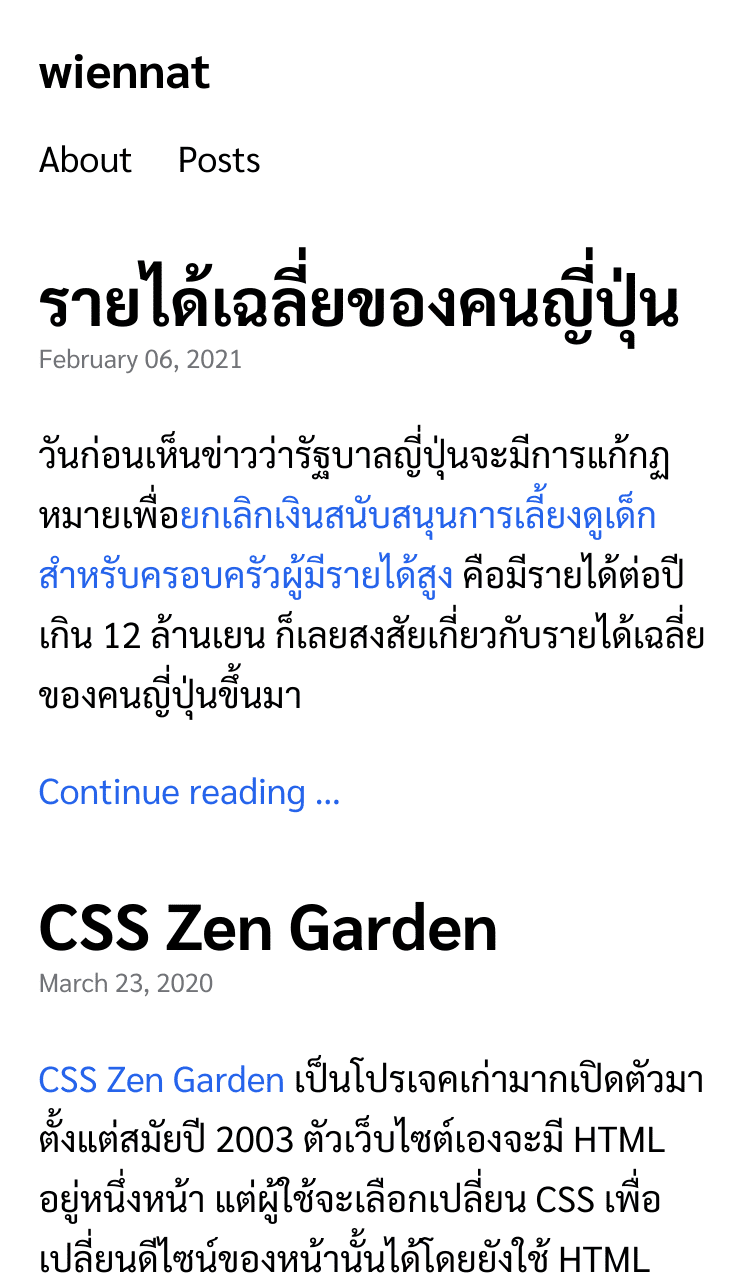 wiennat
About Posts
รายได้เฉลี่ยของคนญี่ปุ่น
February 06, 2021
วันก่อนเห็นข่าวว่ารัฐบาลญี่ปุ่นจะมีการแก้กฏ
หมายเพื่อยกเลิกเงินสนับสนุนการเลี้ยงดูเด็ก
สำหรับครอบครัวผู้มีรายได้สูง คือมีรายได้ต่อปี
เกิน 12 ล้านเยน ก็เลยสงสัยเกี่ยวกับรายได้เฉลี่ย
ของคนญี่ปุ่นขึ้นมา
Continue reading ...
CSS Zen Garden
March 23, 2020
CSS Zen Garden เป็นโปรเจคเก่ามากเปิดตัวมา
ตั้งแต่สมัยปี 2003 ตัวเว็บไซต์เองจะมี HTML
อยู่หนึ่งหน้า แต่ผู้ใช้จะเลือกเปลี่ยน CSS เพื่อ
เปลี่ยนดีไซน์ของหน้านั้นได้โดยยังใช้ HTML